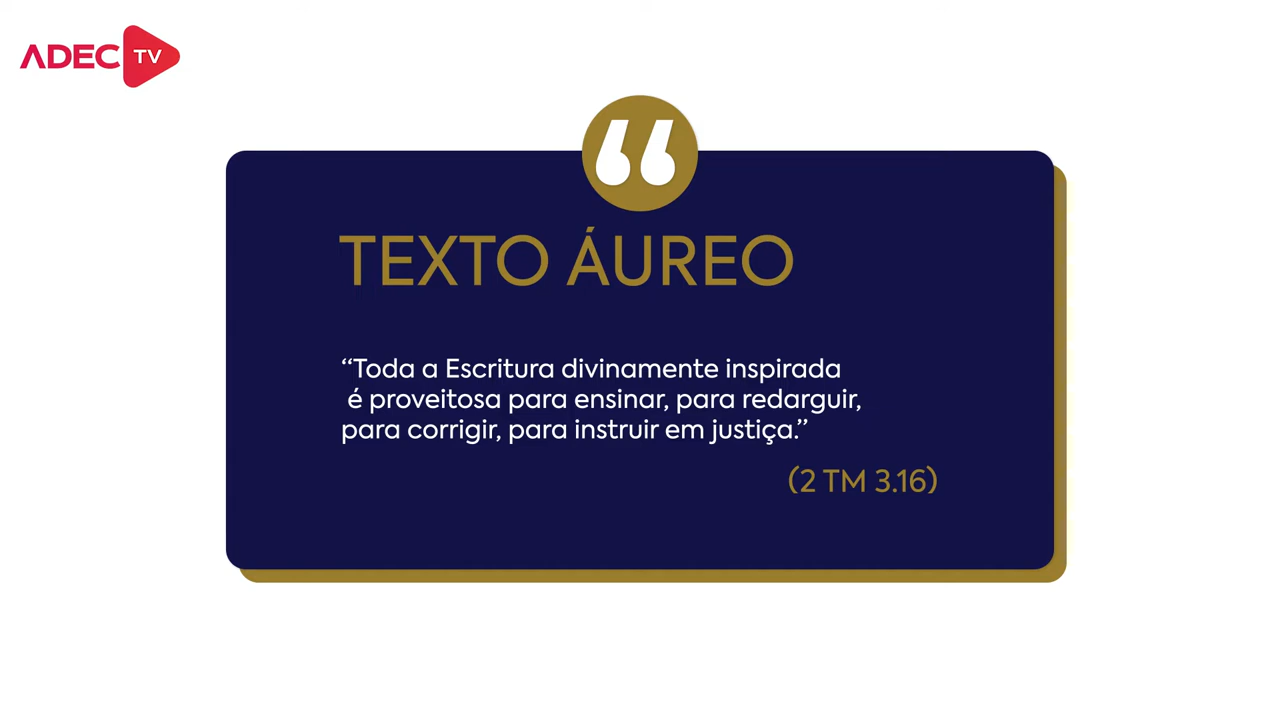 ADEC TV
TEXTO ÁUREO
“Toda a Escritura divinamente inspirada
é proveitosa para ensinar, para redarguir,
para corrigir, para instruir em justiça.”
(2 TM 3.16)